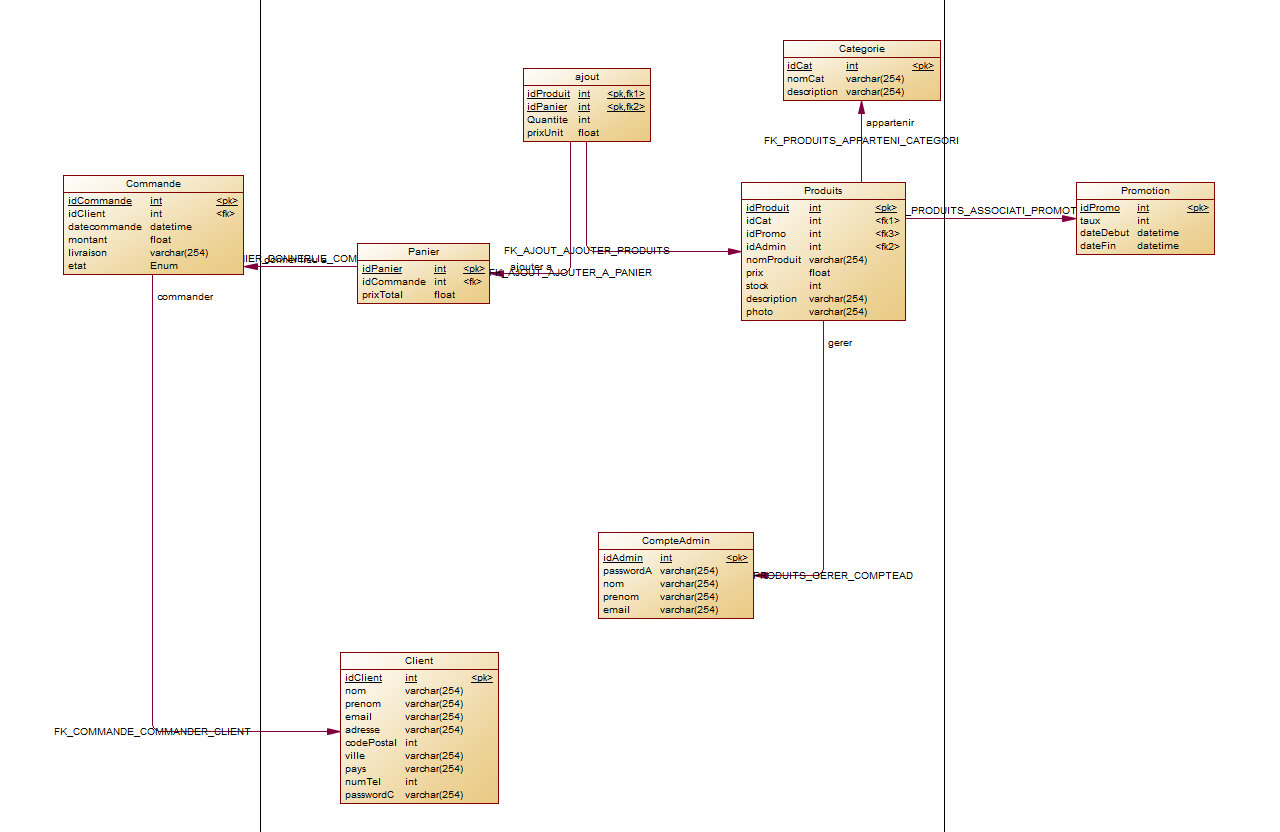 Categorie
idCat int <pk>
nomCat varchar(254)
description varchar(254)
appartenir
FK_PRODUITS_APPARTENI_CATEGORI
ajout
idProduit int <pk,fk1>
idPanier int <pk,fk2>
Quantite int
prixUnit float
Commande
idCommande int <pk>
idClient int <fk>
datecommande datetime
montant float
livraison varchar(254)
etat Enum
Produits
idProduit int <pk>
idCat int <fk1>
idPromo int <fk3>
idAdmin int <fk2>
nomProduit varchar(254)
prix float
stock int
description varchar(254)
photo varchar(254)
_PRODUITS_ASSOCIATI_PROMOT
Promotion
idPromo int <pk>
taux int
dateDebut datetime
dateFin datetime
Panier
idPanier int <pk>
idCommande int <fk>
prixTotal float
FK_AJOUT_AJOUTER_PRODUITS
ajouter a
FK_AJOUT_AJOUTER_A_PANIER
commander
gerer
CompteAdmin
idAdmin int <pk>
passwordA varchar(254)
nom varchar(254)
prenom varchar(254)
email varchar(254)
PRODUITS_GERER_COMPTEAD
Client
idClient int <pk>
nom varchar(254)
prenom varchar(254)
email varchar(254)
adresse varchar(254)
codePostal int
ville varchar(254)
pays varchar(254)
numTel int
passwordC varchar(254)
FK_COMMANDE_COMMANDER_CLIENT